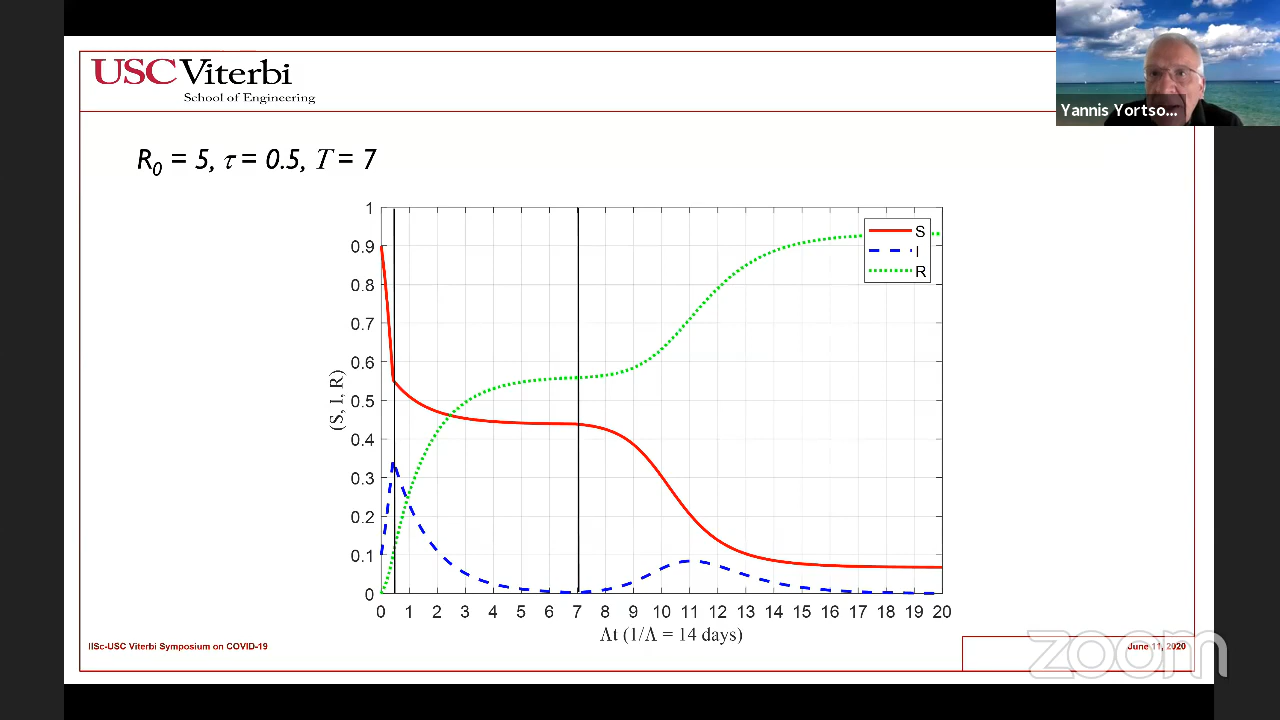 USC Viterbi
School of Engineering
Yannis Yortso...
R0 = 5, τ = 0.5, T = 7
1
0.9
0.8
0.7
0.6
0.5
0.4
0.3
0.2
0.1
0
(S, I, R)
S
I
R
0 1 2 3 4 5 6 7 8 9 10 11 12 13 14 15 16 17 18 19 20
Λt (1/Λ = 14 days)
IISc-USC Viterbi Symposium on COVID-19
June 11, 2020
zoom